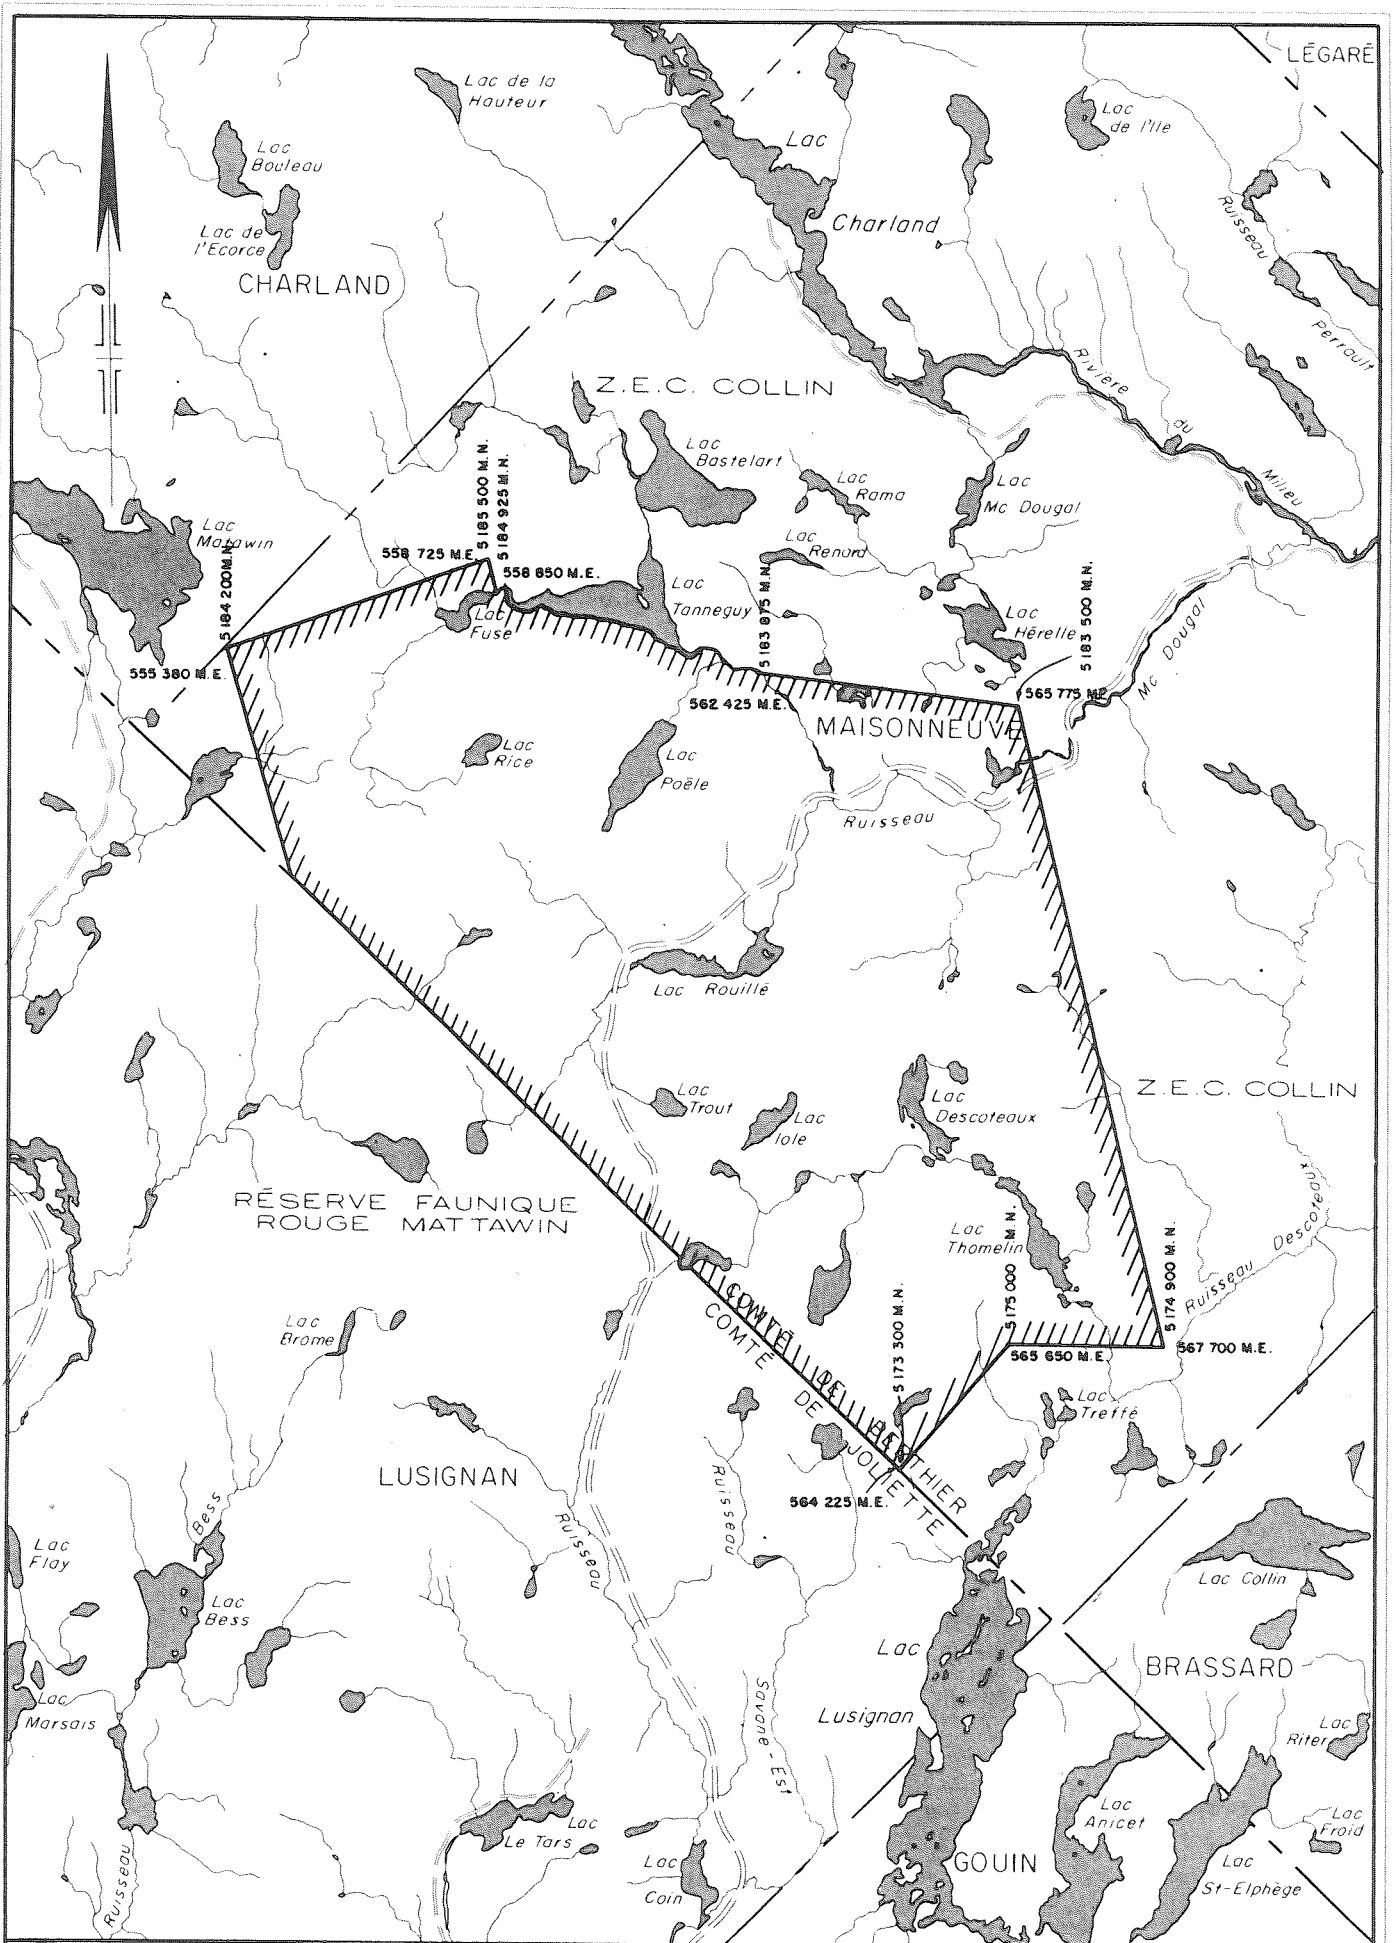 LÉGARÉ
Lac de la
Hauteur
Lac
Bouleau
Lac de
l'Ecorce
CHARLAND
Lac
Charland
Lac
de l'Ile
Ruisseau
Perrault
Rivière
du
Milieu
Z.E.C. COLLIN
Lac
Bastelart
Lac
Rama
Lac
Mc Dougal
Lac
Renard
Lac
Matawin
5 184 200 M.N.
555 380 M.E.
558 725 M.E.
5 185 500 M.N.
5 184 925 M.N.
558 850 M.E.
Lac
Fuse
Lac
Tanneguy
5 183 875 M.N.
562 425 M.E.
Lac
Hérelle
5 183 500 M.N.
565 775 M.E.
Mc Dougal
MAISONNEUVE
Lac
Rice
Lac
Poêle
Ruisseau
Lac Rouillé
Z.E.C. COLLIN
Lac
Trout
Lac
Iole
Lac
Descoteaux
RÉSERVE FAUNIQUE
ROUGE MATTAWIN
Lac
Thomelin
5 175 000 M.N.
5 173 300 M.N.
5 174 900 M.N.
Ruisseau Descoteaux
565 650 M.E.
567 700 M.E.
Lac
Brome
COMTÉ DE BERTHIER
COMTÉ DE JOLIETTE
Lac
Treffé
564 225 M.E.
LUSIGNAN
Bess
Ruisseau
Ruisseau
Savane-Est
Lac
Flay
Lac
Bess
Lac
Marsais
Lac Collin
Lac
Lusignan
BRASSARD
Lac
Riter
Lac
Le Tars
Lac
Coin
Ruisseau
GOUIN
Lac
Anicet
Lac
St-Elphège
Lac
Froid